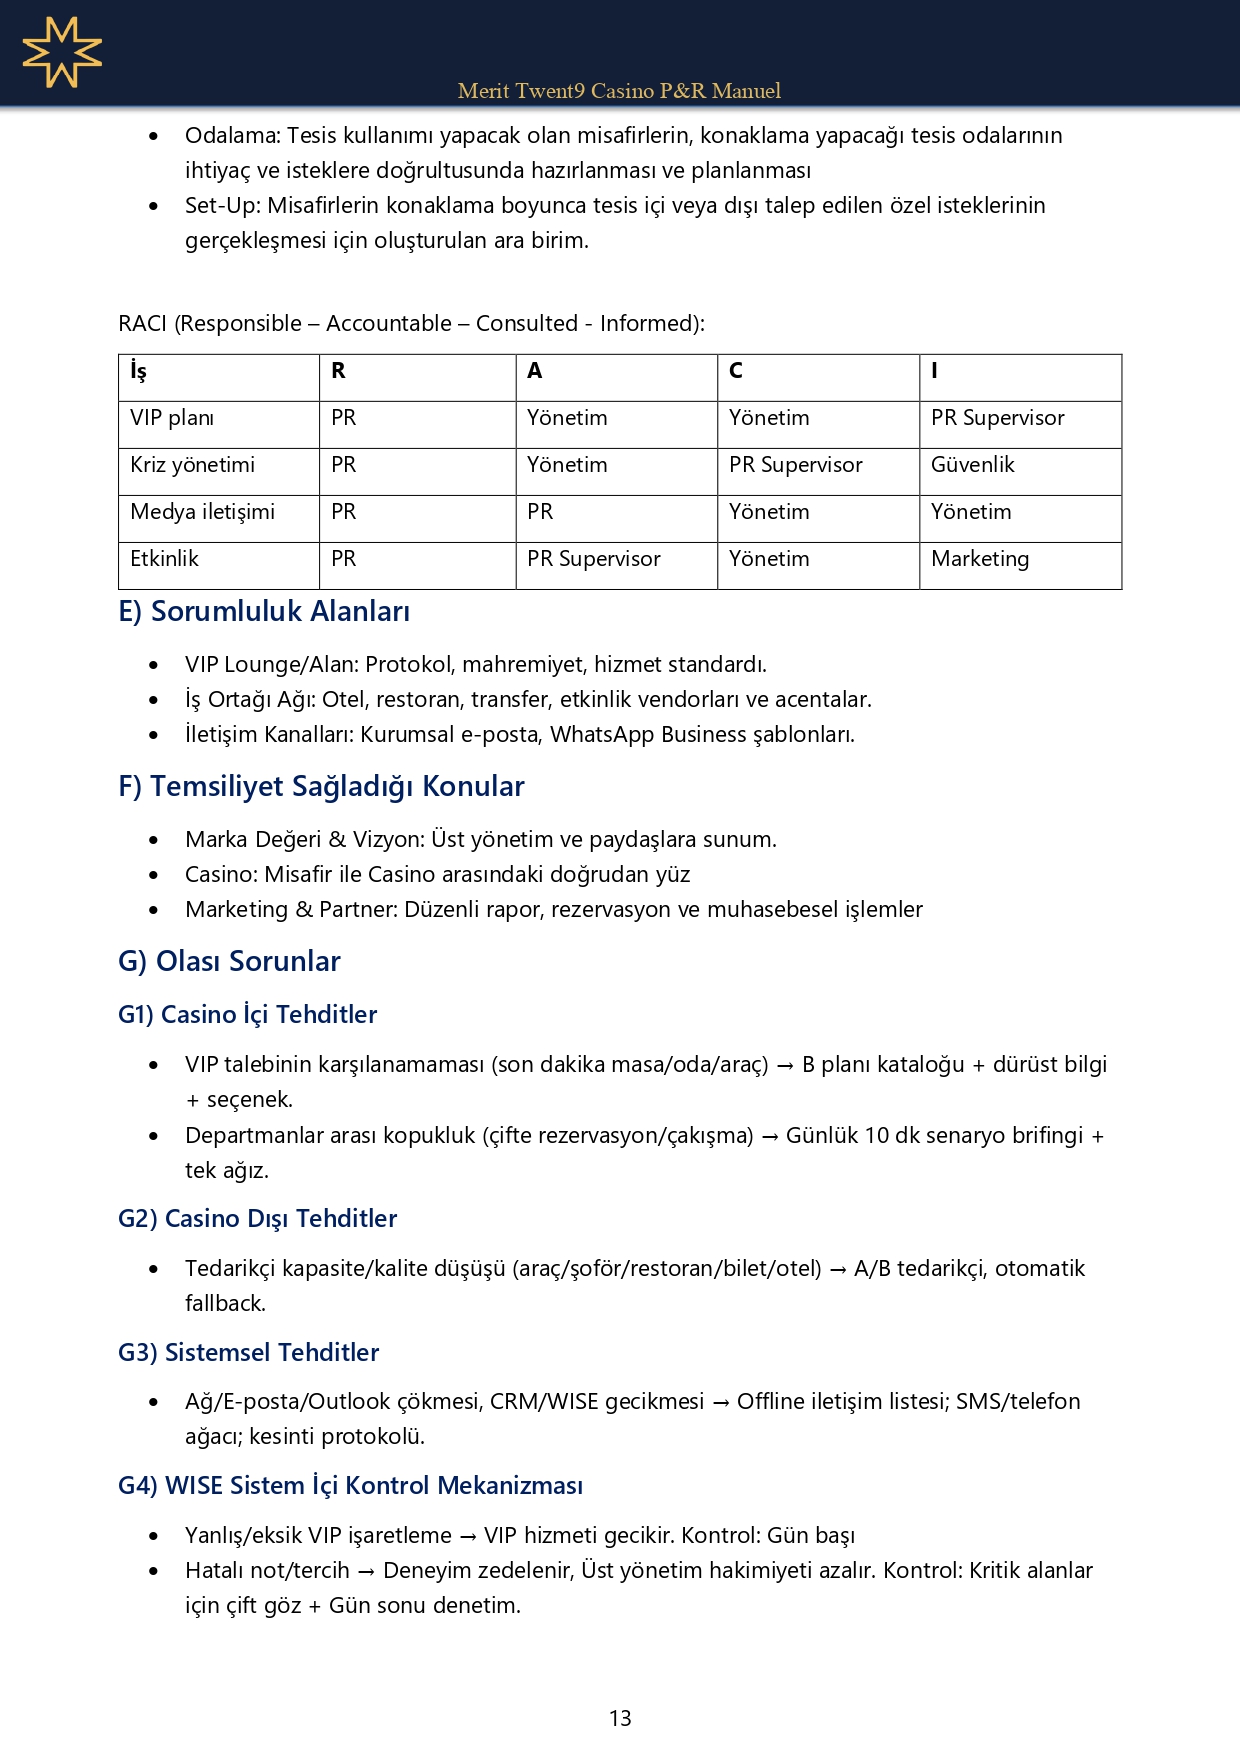 Merit Twent9 Casino P&R Manuel
• Odalama: Tesis kullanımı yapacak olan misafirlerin, konaklama yapacağı tesis odalarının
ihtiyaç ve isteklere doğrultusunda hazırlanması ve planlanması
• Set-Up: Misafirlerin konaklama boyunca tesis içi veya dışı talep edilen özel isteklerinin
gerçekleşmesi için oluşturulan ara birim.
RACI (Responsible – Accountable – Consulted - Informed):
İş R A C I
VIP planı PR Yönetim Yönetim PR Supervisor
Kriz yönetimi PR Yönetim PR Supervisor Güvenlik
Medya iletişimi PR PR Yönetim Yönetim
Etkinlik PR PR Supervisor Yönetim Marketing
E) Sorumluluk Alanları
• VIP Lounge/Alan: Protokol, mahremiyet, hizmet standardı.
• İş Ortağı Ağı: Otel, restoran, transfer, etkinlik vendorları ve acentalar.
• İletişim Kanalları: Kurumsal e-posta, WhatsApp Business şablonları.
F) Temsiliyet Sağladığı Konular
• Marka Değeri & Vizyon: Üst yönetim ve paydaşlara sunum.
• Casino: Misafir ile Casino arasındaki doğrudan yüz
• Marketing & Partner: Düzenli rapor, rezervasyon ve muhasebesel işlemler
G) Olası Sorunlar
G1) Casino İçi Tehditler
• VIP talebinin karşılanamaması (son dakika masa/oda/araç) → B planı kataloğu + dürüst bilgi
+ seçenek.
• Departmanlar arası kopukluk (çifte rezervasyon/çakışma) → Günlük 10 dk senaryo brifingi +
tek ağız.
G2) Casino Dışı Tehditler
• Tedarikçi kapasite/kalite düşüşü (araç/şoför/restoran/bilet/otel) → A/B tedarikçi, otomatik
fallback.
G3) Sistemsel Tehditler
• Ağ/E-posta/Outlook çökmesi, CRM/WISE gecikmesi → Offline iletişim listesi; SMS/telefon
ağacı; kesinti protokolü.
G4) WISE Sistem İçi Kontrol Mekanizması
• Yanlış/eksik VIP işaretleme → VIP hizmeti gecikir. Kontrol: Gün başı
• Hatalı not/tercih → Deneyim zedelenir, Üst yönetim hakimiyeti azalır. Kontrol: Kritik alanlar
için çift göz + Gün sonu denetim.
13